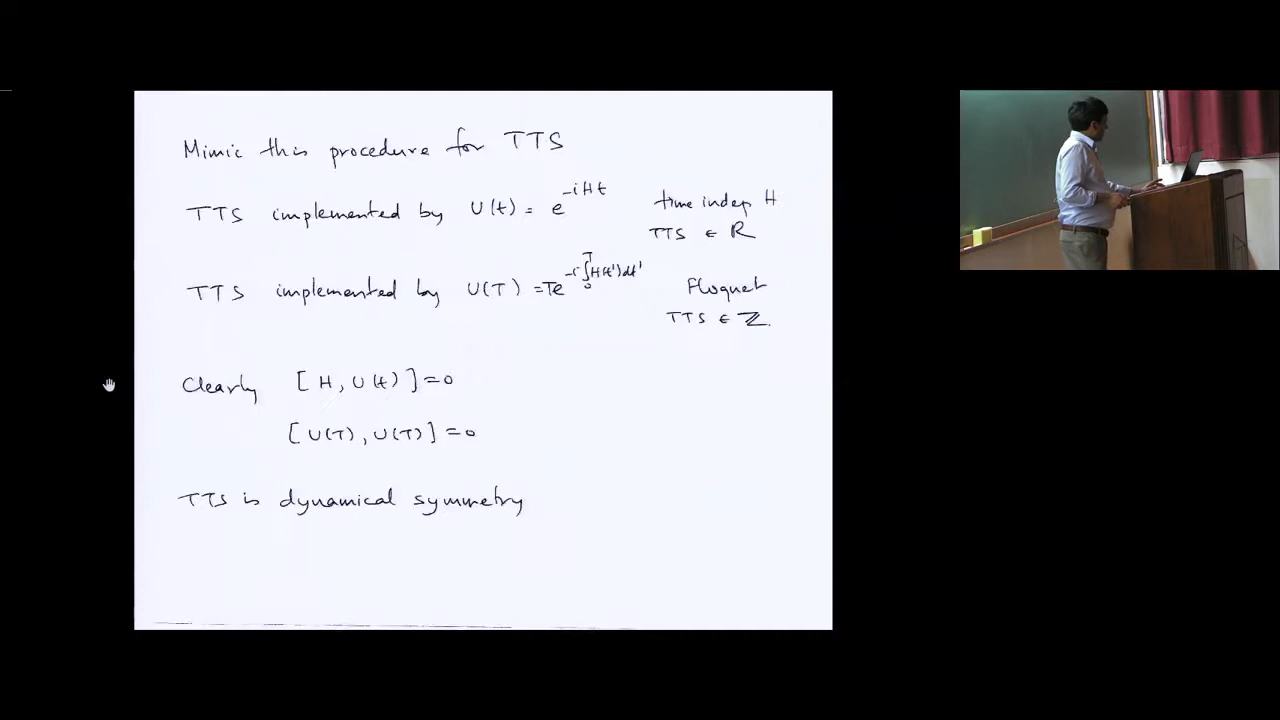 Mimic this procedure for TTS
TTS implemented by U(t) = e^{-iHt} time indep H
TTS ∈ ℝ
TTS implemented by U(T) = Te^{-i∫_0^T H(t')dt'} Floquet
TTS ∈ ℤ.
Clearly [H, U(t)] = 0
[U(T), U(T)] = 0
TTS is dynamical symmetry